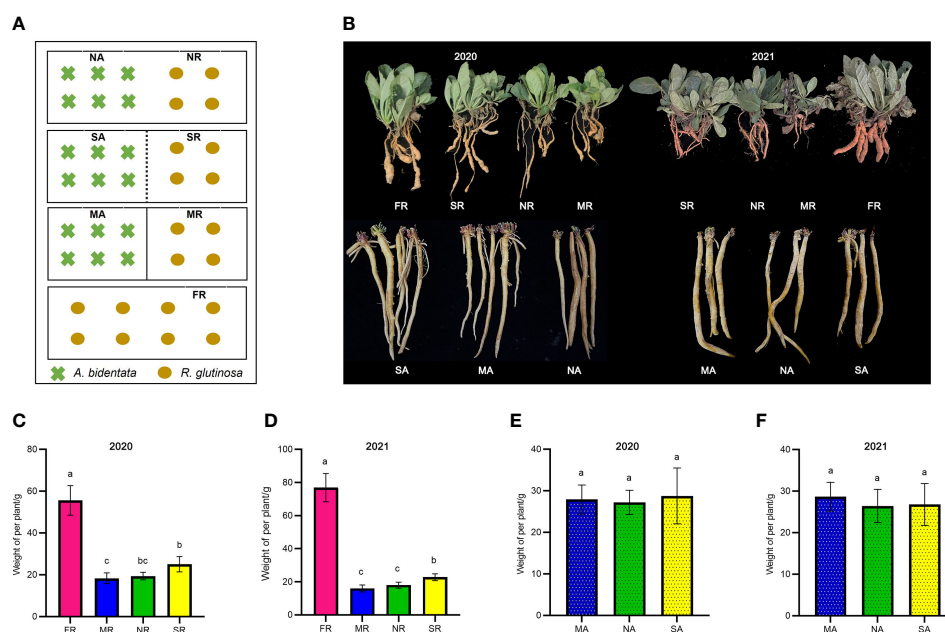 A
NA NR
SA SR
MA MR
FR
A. bidentata R. glutinosa
B
2020 2021
FR SR NR MR SR NR MR FR
SA MA NA MA NA SA
C
2020
Weight of per plant/g
80
60
40
20
0
a
c
bc
b
FR MR NR SR
D
2021
Weight of per plant/g
100
80
60
40
20
0
a
c
c
b
FR MR NR SR
E
2020
Weight of per plant/g
40
30
20
10
0
a
a
a
MA NA SA
F
2021
Weight of per plant/g
40
30
20
10
0
a
a
a
MA NA SA